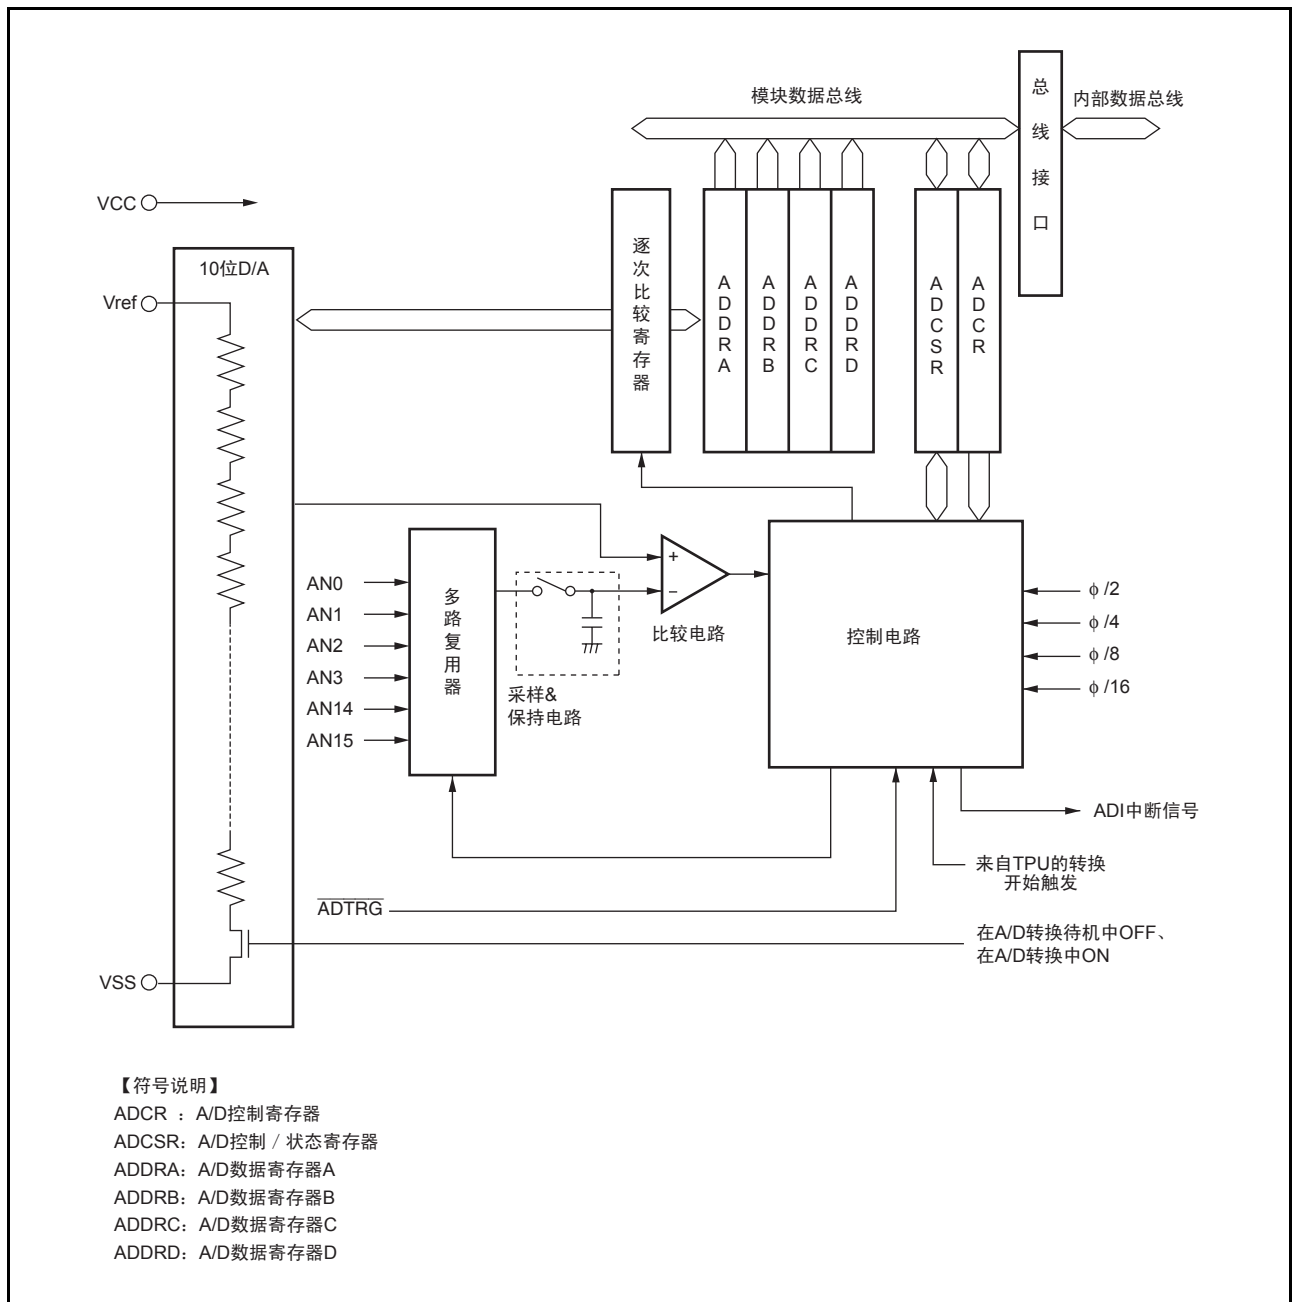 模块数据总线
总线接口
内部数据总线
VCC
10位D/A
Vref
逐次比较寄存器
ADDRA
ADDRB
ADDRC
ADDRD
ADCSR
ADCR
AN0
AN1
AN2
AN3
AN14
AN15
多路复用器
采样&
保持电路
+
−
比较电路
控制电路
ϕ /2
ϕ /4
ϕ /8
ϕ /16
ADI中断信号
来自TPU的转换
开始触发
ADTRG
在A/D转换待机中OFF、
在A/D转换中ON
VSS
【符号说明】
ADCR ：A/D控制寄存器
ADCSR：A/D控制／状态寄存器
ADDRA：A/D数据寄存器A
ADDRB：A/D数据寄存器B
ADDRC：A/D数据寄存器C
ADDRD：A/D数据寄存器D